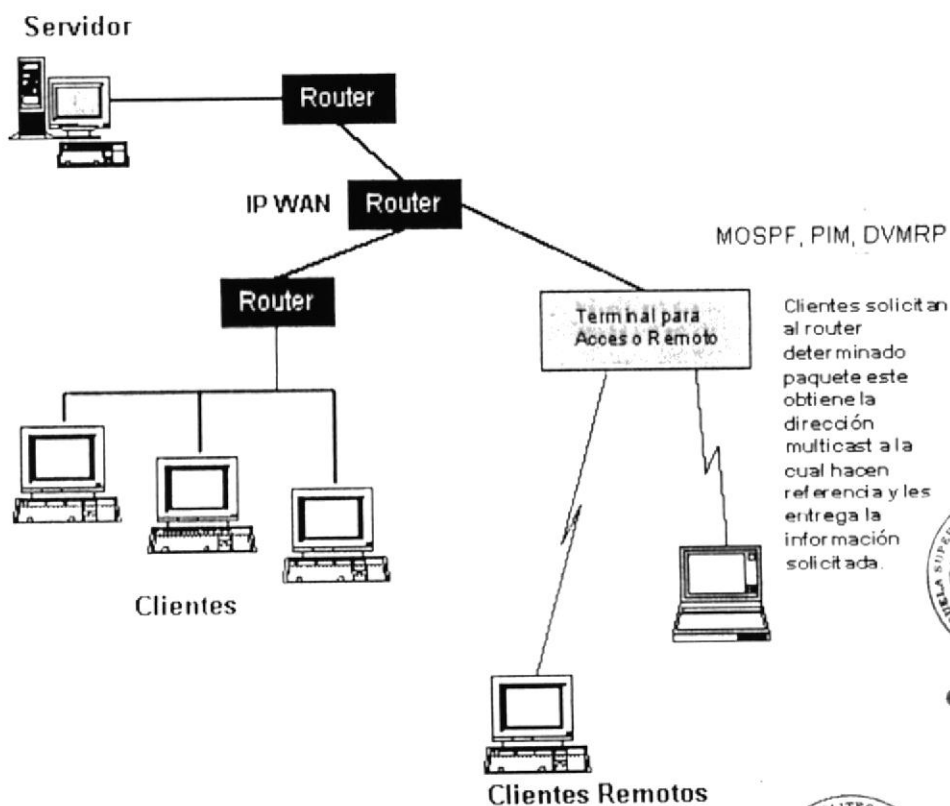 Servidor
Router
IP WAN
Router
MOSPF, PIM, DVMRP
Router
Terminal para
Acceso Remoto
Clientes solicitan
al router
determinado
paquete este
obtiene la
dirección
multicast a la
cual hacen
referencia y les
entrega la
información
solicitada.
Clientes
Clientes Remotos